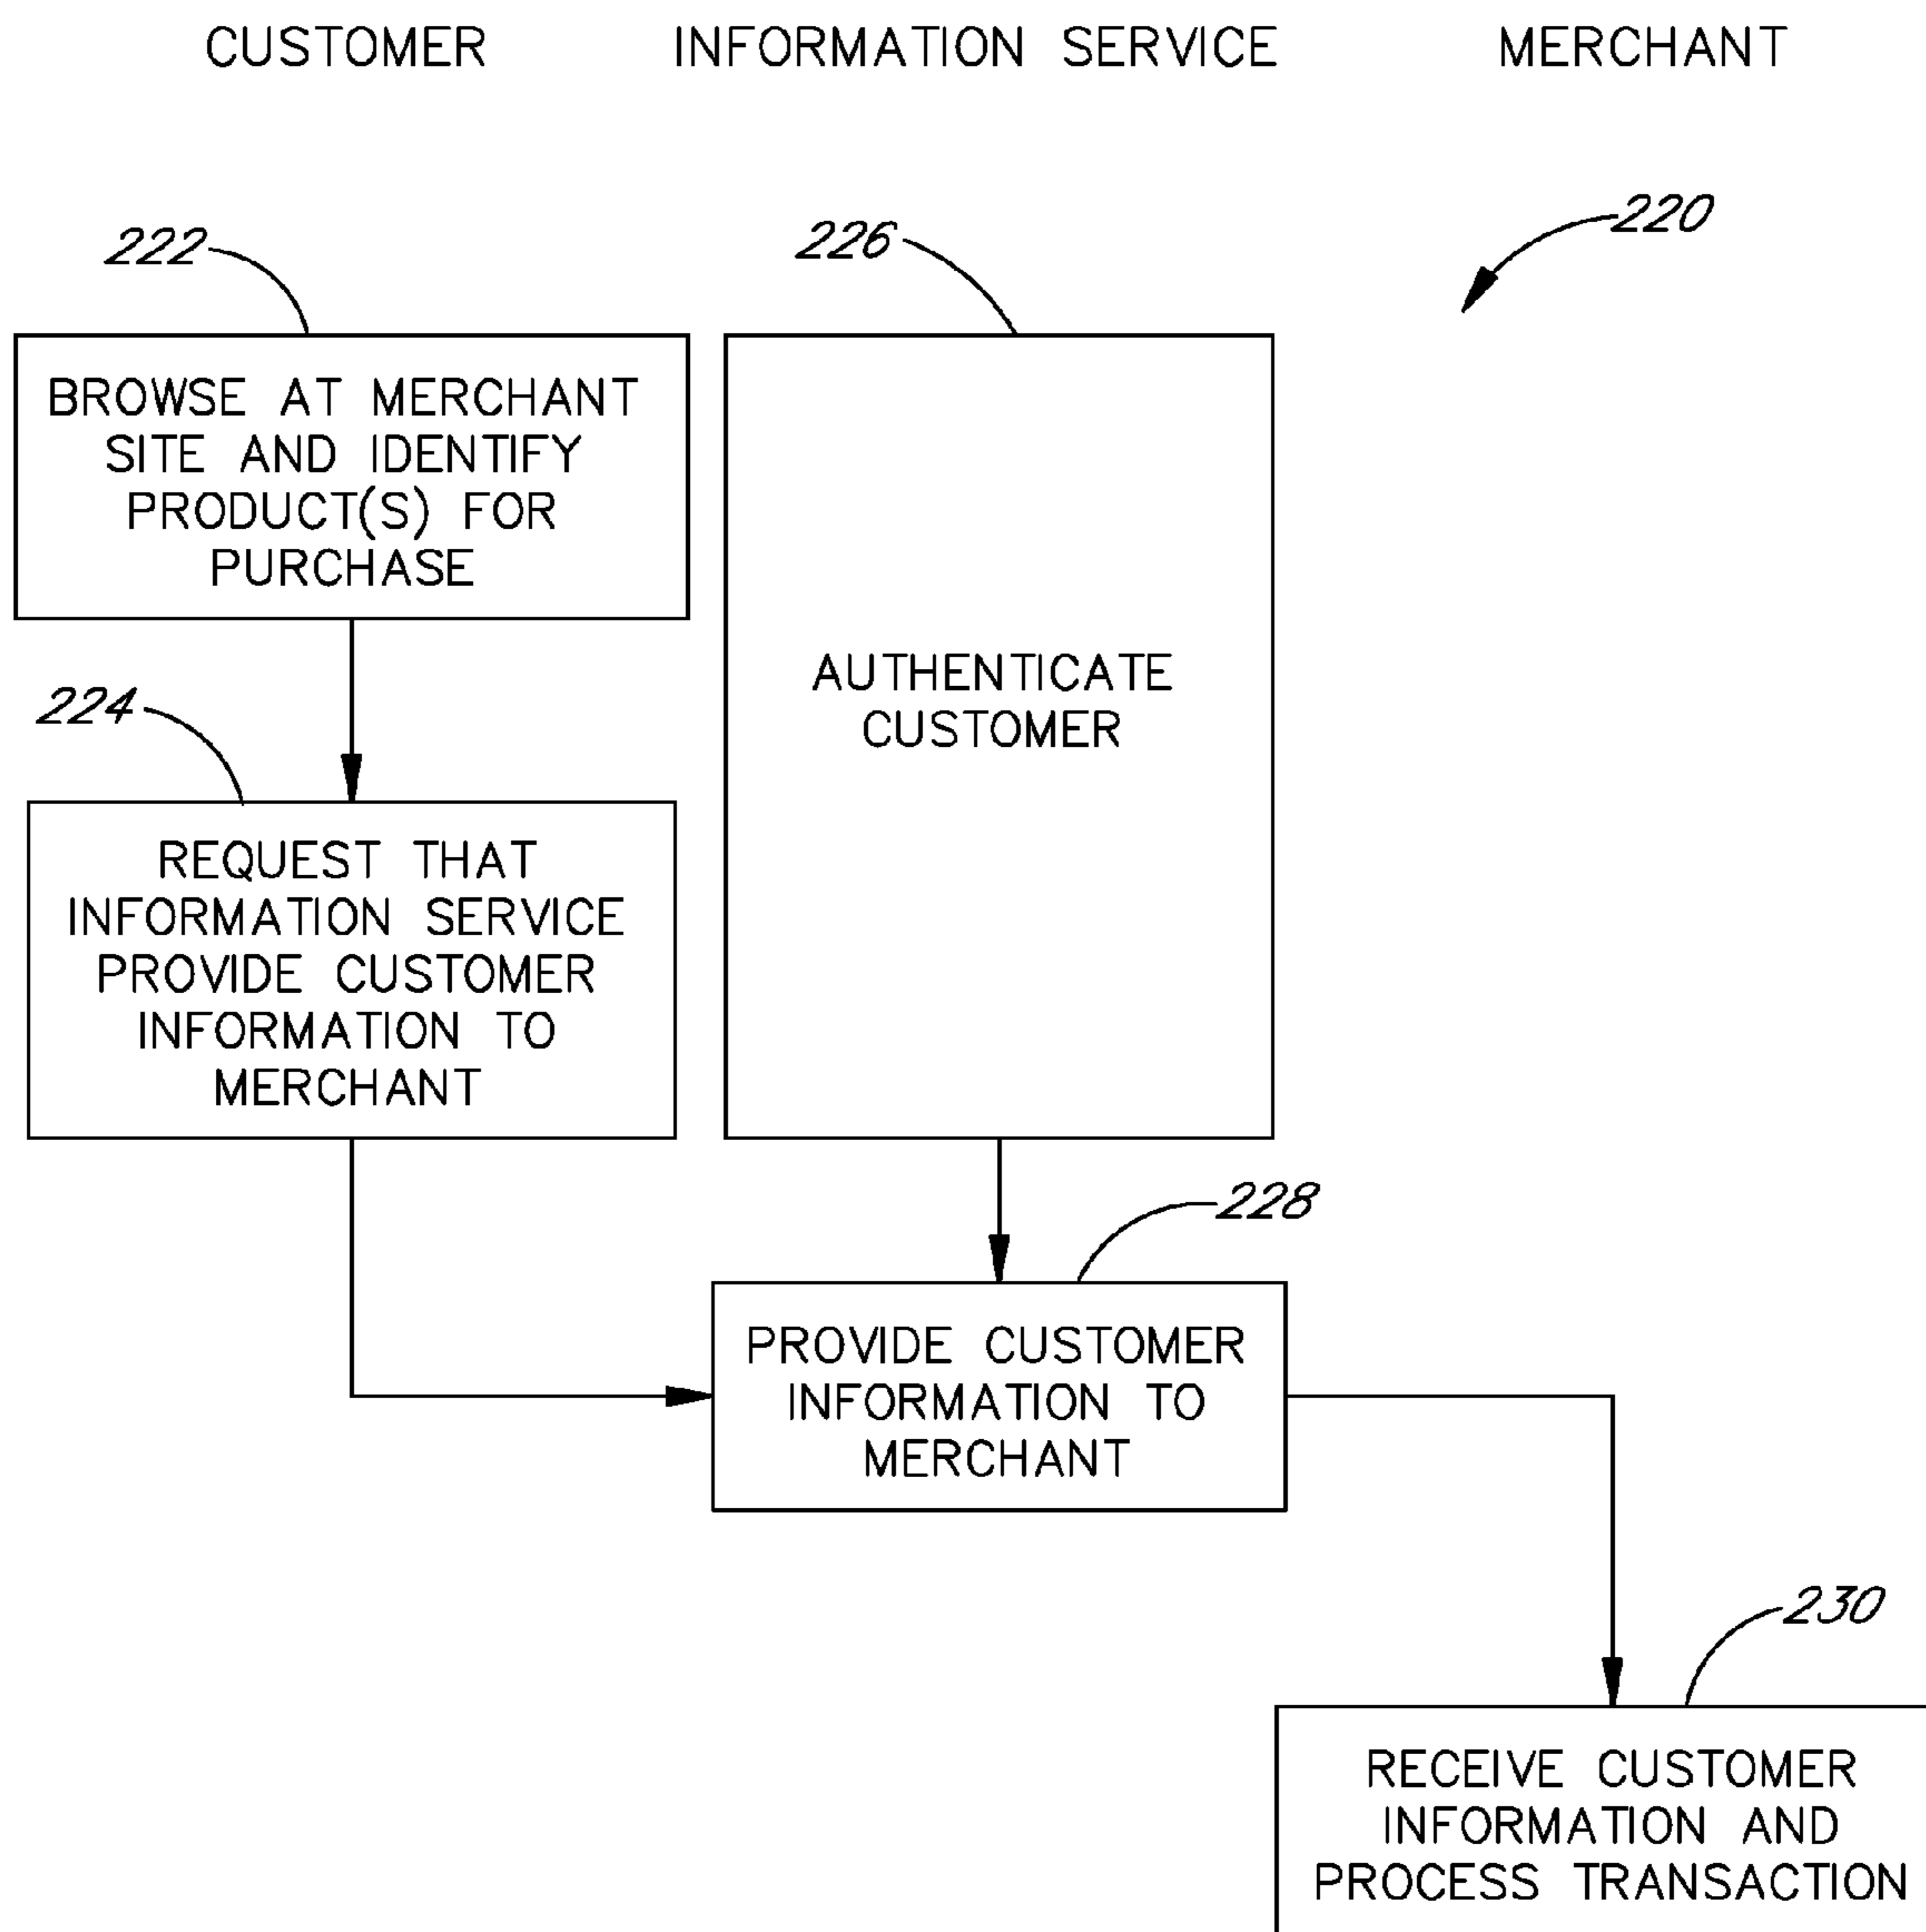 CUSTOMER INFORMATION SERVICE MERCHANT
220
222
BROWSE AT MERCHANT
SITE AND IDENTIFY
PRODUCT(S) FOR
PURCHASE
226
AUTHENTICATE
CUSTOMER
224
REQUEST THAT
INFORMATION SERVICE
PROVIDE CUSTOMER
INFORMATION TO
MERCHANT
228
PROVIDE CUSTOMER
INFORMATION TO
MERCHANT
230
RECEIVE CUSTOMER
INFORMATION AND
PROCESS TRANSACTION